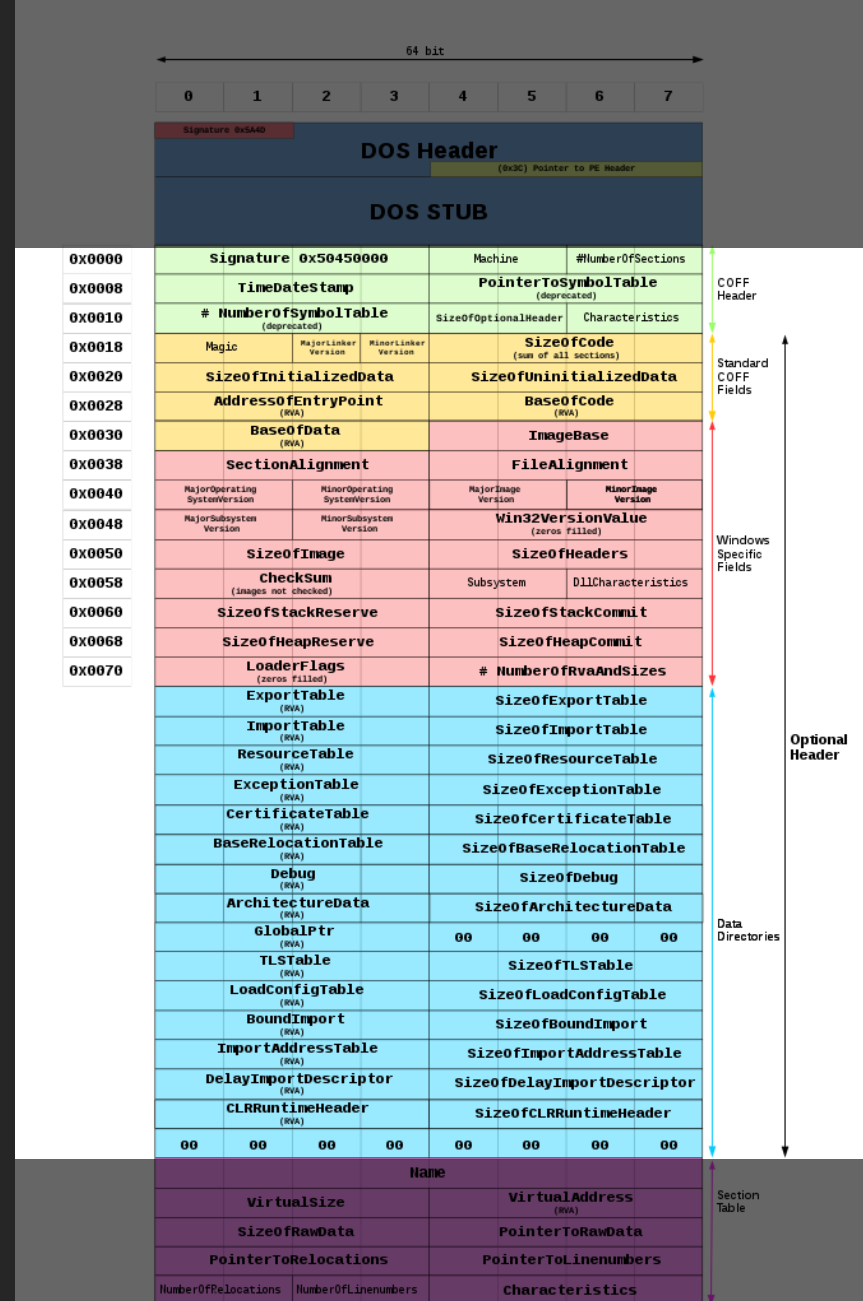 64 bit
0 1 2 3 4 5 6 7
Signature 0x5A4D
DOS Header
(0x3C) Pointer to PE Header
DOS STUB
0x0000 Signature 0x50450000 Machine #NumberOfSections
0x0008 TimeDateStamp PointerToSymbolTable
(deprecated)
0x0010 # NumberOfSymbolTable SizeOfOptionalHeader Characteristics
(deprecated)
COFF
Header
0x0018 Magic MajorLinker MinorLinker SizeOfCode
Version Version (sum of all sections)
0x0020 SizeOfInitializedData SizeOfUninitializedData
0x0028 AddressOfEntryPoint BaseOfCode
(RVA) (RVA)
Standard
COFF
Fields
0x0030 BaseOfData ImageBase
(RVA)
0x0038 SectionAlignment FileAlignment
0x0040 MajorOperating MinorOperating MajorImage MinorImage
SystemVersion SystemVersion Version Version
0x0048 MajorSubsystem MinorSubsystem Win32VersionValue
Version Version (zeros filled)
0x0050 SizeOfImage SizeOfHeaders
0x0058 CheckSum Subsystem DllCharacteristics
(images not checked)
0x0060 SizeOfStackReserve SizeOfStackCommit
0x0068 SizeOfHeapReserve SizeOfHeapCommit
0x0070 LoaderFlags # NumberOfRvaAndSizes
(zeros filled)
Windows
Specific
Fields
ExportTable SizeOfExportTable
(RVA)
ImportTable SizeOfImportTable
(RVA)
ResourceTable SizeOfResourceTable
(RVA)
ExceptionTable SizeOfExceptionTable
(RVA)
CertificateTable SizeOfCertificateTable
(RVA)
BaseRelocationTable SizeOfBaseRelocationTable
(RVA)
Debug SizeOfDebug
(RVA)
ArchitectureData SizeOfArchitectureData
(RVA)
GlobalPtr 00 00 00 00
(RVA)
TLSTable SizeOfTLSTable
(RVA)
LoadConfigTable SizeOfLoadConfigTable
(RVA)
BoundImport SizeOfBoundImport
(RVA)
ImportAddressTable SizeOfImportAddressTable
(RVA)
DelayImportDescriptor SizeOfDelayImportDescriptor
(RVA)
CLRRuntimeHeader SizeOfCLRRuntimeHeader
(RVA)
00 00 00 00 00 00 00 00
Data
Directories
Optional
Header
Name
VirtualSize VirtualAddress
(RVA)
SizeOfRawData PointerToRawData
PointerToRelocations PointerToLinenumbers
NumberOfRelocations NumberOfLinenumbers Characteristics
Section
Table